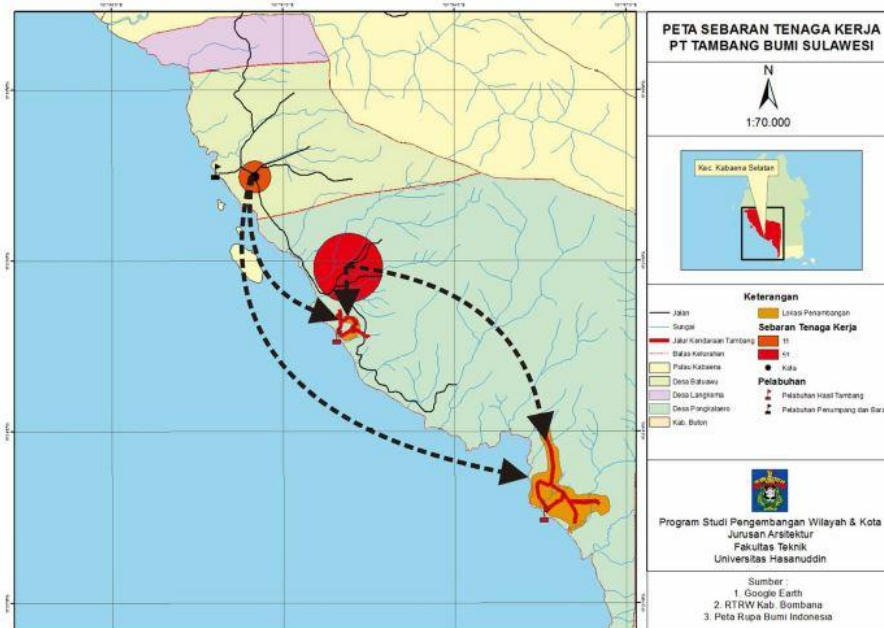 PETA SEBARAN TENAGA KERJA
PT TAMBANG BUMI SULAWESI
N
1:70.000
Kec. Kabaena Selatan
Keterangan
Jalan
Sungai
Jalur Kendaraan Tambang
Batas Kelurahan
Pulau Kabaena
Desa Batuawu
Desa Langkema
Desa Pongkalaero
Kab. Buton
Lokasi Penambangan
Sebaran Tenaga Kerja
11
51
Kota
Pelabuhan
Pelabuhan Hasil Tambang
Pelabuhan Penumpang dan Bara
Program Studi Pengembangan Wilayah & Kota
Jurusan Arsitektur
Fakultas Teknik
Universitas Hasanuddin
Sumber :
1. Google Earth
2. RTRW Kab. Bombana
3. Peta Rupa Bumi Indonesia